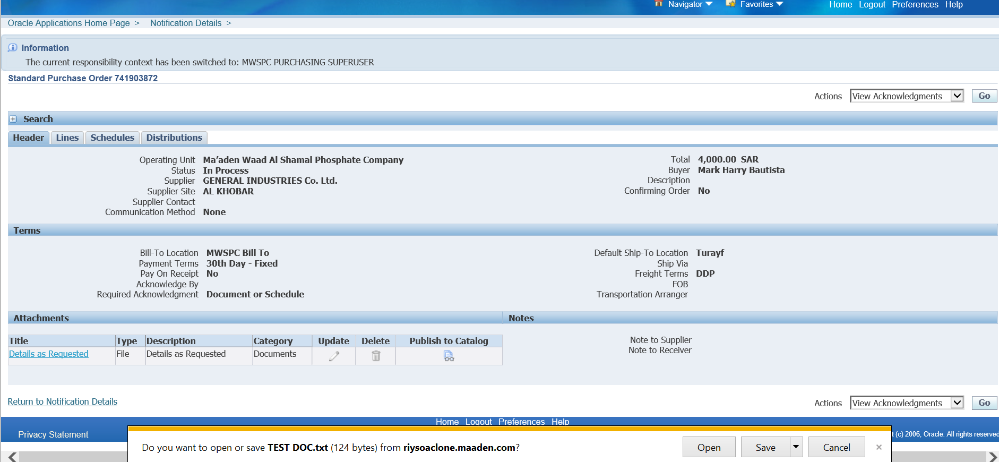 Navigator Favorites Home Logout Preferences Help
Oracle Applications Home Page > Notification Details >
Information
The current responsibility context has been switched to: MWSPC PURCHASING SUPERUSER
Standard Purchase Order 741903872
Actions View Acknowledgments Go
Search
Header Lines Schedules Distributions
Operating Unit Ma’aden Waad Al Shamal Phosphate Company
Status In Process
Supplier GENERAL INDUSTRIES Co. Ltd.
Supplier Site AL KHOBAR
Supplier Contact
Communication Method None
Total 4,000.00 SAR
Buyer Mark Harry Bautista
Description
Confirming Order No
Terms
Bill-To Location MWSPC Bill To
Payment Terms 30th Day - Fixed
Pay On Receipt No
Acknowledge By
Required Acknowledgment Document or Schedule
Default Ship-To Location Turayf
Ship Via
Freight Terms DDP
FOB
Transportation Arranger
Attachments
Title Type Description Category Update Delete Publish to Catalog
Details as Requested File Details as Requested Documents
Notes
Note to Supplier
Note to Receiver
Return to Notification Details
Actions View Acknowledgments Go
Home Logout Preferences Help
Privacy Statement
t (c) 2006, Oracle. All rights reserved
Do you want to open or save TEST DOC.txt (124 bytes) from riysoaclone.maaden.com?
Open Save Cancel ×